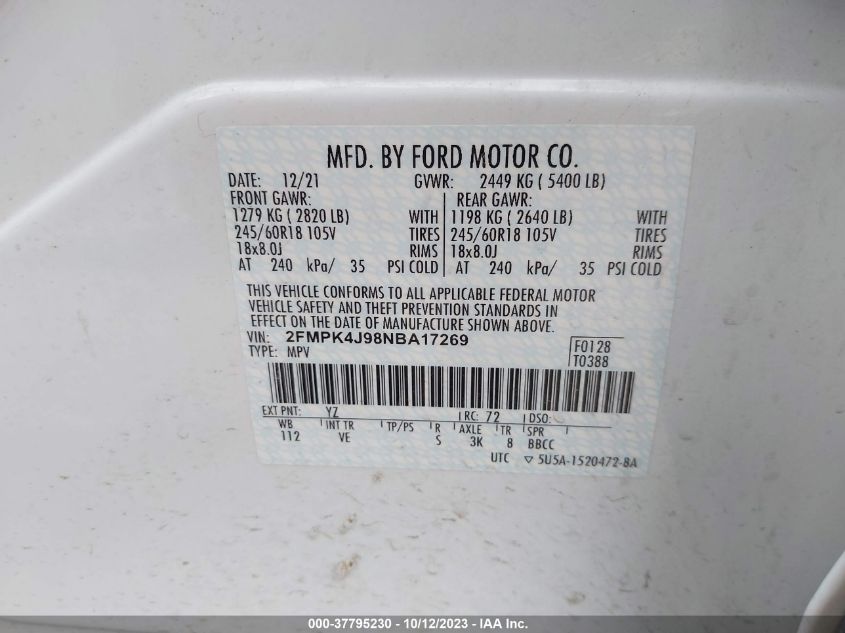 MFD. BY FORD MOTOR CO.
DATE: 12/21 GVWR: 2449 KG ( 5400 LB)
FRONT GAWR: REAR GAWR:
1279 KG ( 2820 LB) WITH 1198 KG ( 2640 LB) WITH
245/60R18 105V TIRES 245/60R18 105V TIRES
18x8.0J RIMS 18x8.0J RIMS
AT 240 kPa/ 35 PSI COLD AT 240 kPa/ 35 PSI COLD
THIS VEHICLE CONFORMS TO ALL APPLICABLE FEDERAL MOTOR
VEHICLE SAFETY AND THEFT PREVENTION STANDARDS IN
EFFECT ON THE DATE OF MANUFACTURE SHOWN ABOVE.
VIN: 2FMPK4J98NBA17269
TYPE: MPV
F0128
T0388
EXT PNT: YZ RC: 72 DSO:
WB INT TR TP/PS R AXLE TR SPR
112 VE S 3K 8 BBCC
UTC ▽ 5U5A-1520472-BA
000-37795230 - 10/12/2023 - IAA Inc.